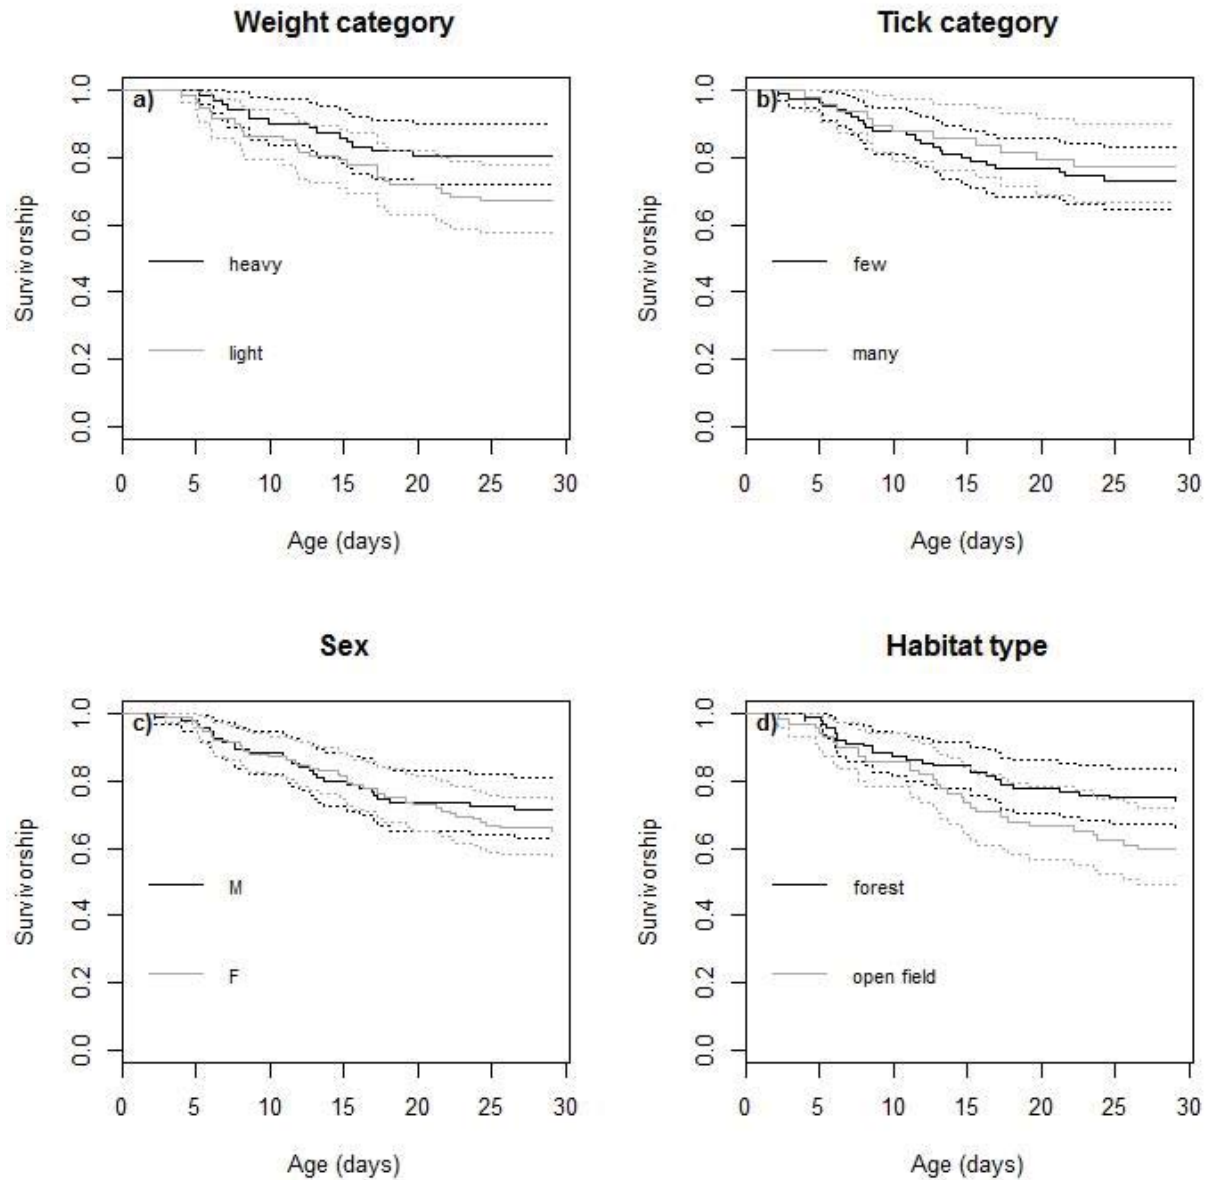 Weight category
a)
Survivorship
1.0
0.8
0.6
0.4
0.2
0.0
heavy
light
0 5 10 15 20 25 30
Age (days)
Tick category
b)
Survivorship
1.0
0.8
0.6
0.4
0.2
0.0
few
many
0 5 10 15 20 25 30
Age (days)
Sex
c)
Survivorship
1.0
0.8
0.6
0.4
0.2
0.0
M
F
0 5 10 15 20 25 30
Age (days)
Habitat type
d)
Survivorship
1.0
0.8
0.6
0.4
0.2
0.0
forest
open field
0 5 10 15 20 25 30
Age (days)